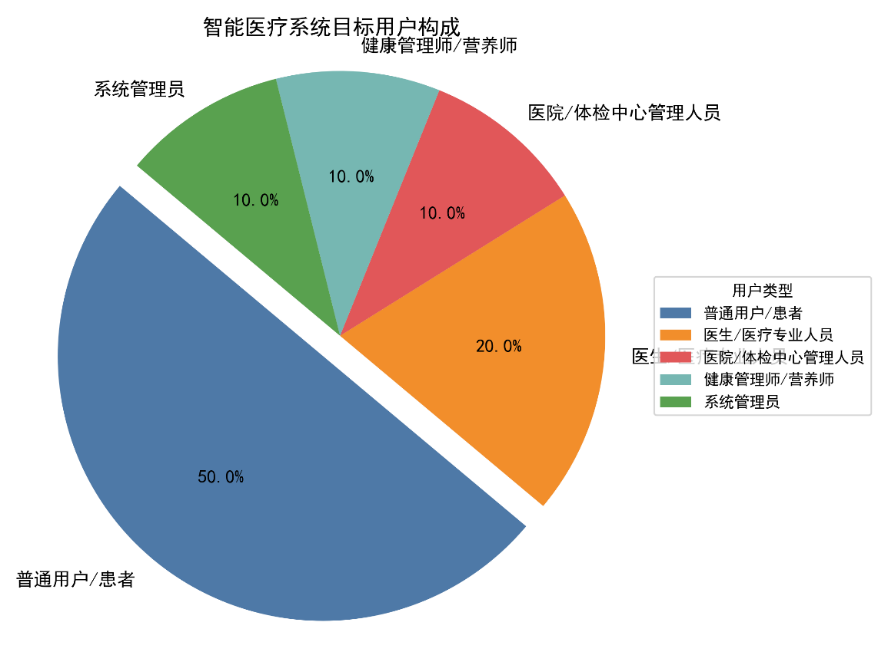 智能医疗系统目标用户构成
健康管理师/营养师
系统管理员
医院/体检中心管理人员
10.0%
10.0%
10.0%
20.0%
50.0%
普通用户/患者
用户类型
普通用户/患者
医生/医疗专业人员
医院/体检中心管理人员
健康管理师/营养师
系统管理员